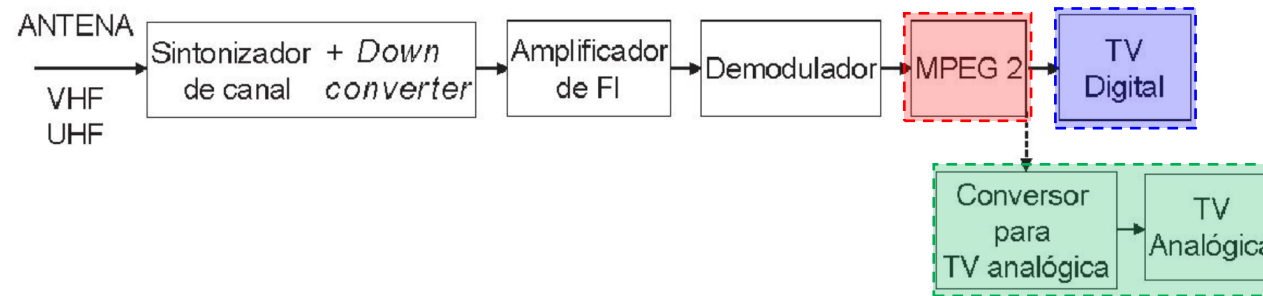 ANTENA
VHF
UHF
Sintonizador + Down
de canal converter
Amplificador
de FI
Demodulador
MPEG 2
TV
Digital
Conversor
para
TV analógica
TV
Analógica